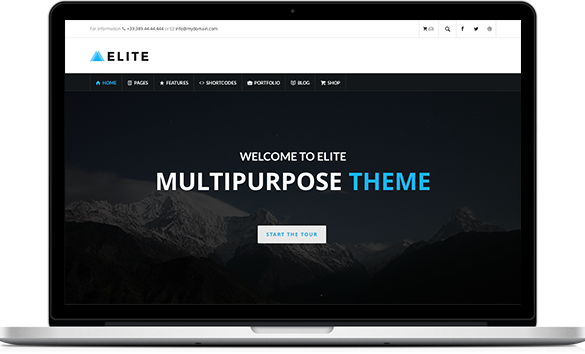 For information +39.389.44.44.444 or info@mydomain.com
(0)
ELITE
HOME PAGES FEATURES SHORTCODES PORTFOLIO BLOG SHOP
WELCOME TO ELITE
MULTIPURPOSE THEME
START THE TOUR